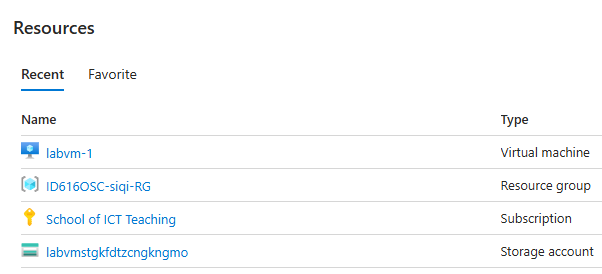 Resources
Recent Favorite
Name Type
labvm-1 Virtual machine
ID616OSC-siqi-RG Resource group
School of ICT Teaching Subscription
labvmstgkfdtzcngkngmo Storage account